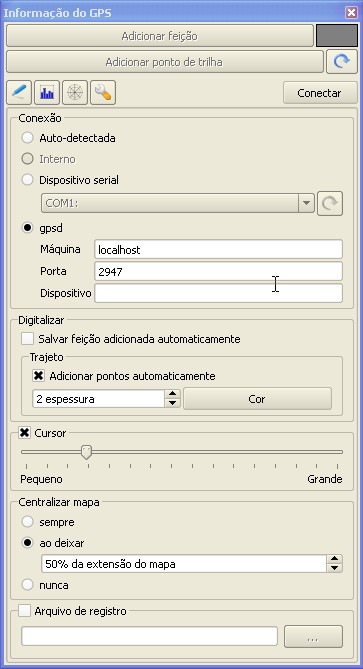 Informação do GPS
Adicionar feição
Adicionar ponto de trilha
Conectar
Conexão
Auto-detectada
Interno
Dispositivo serial
COM1:
gpsd
Máquina localhost
Porta 2947
Dispositivo
Digitalizar
Salvar feição adicionada automaticamente
Trajeto
Adicionar pontos automaticamente
2 espessura Cor
Cursor
Pequeno Grande
Centralizar mapa
sempre
ao deixar
50% da extensão do mapa
nunca
Arquivo de registro
...